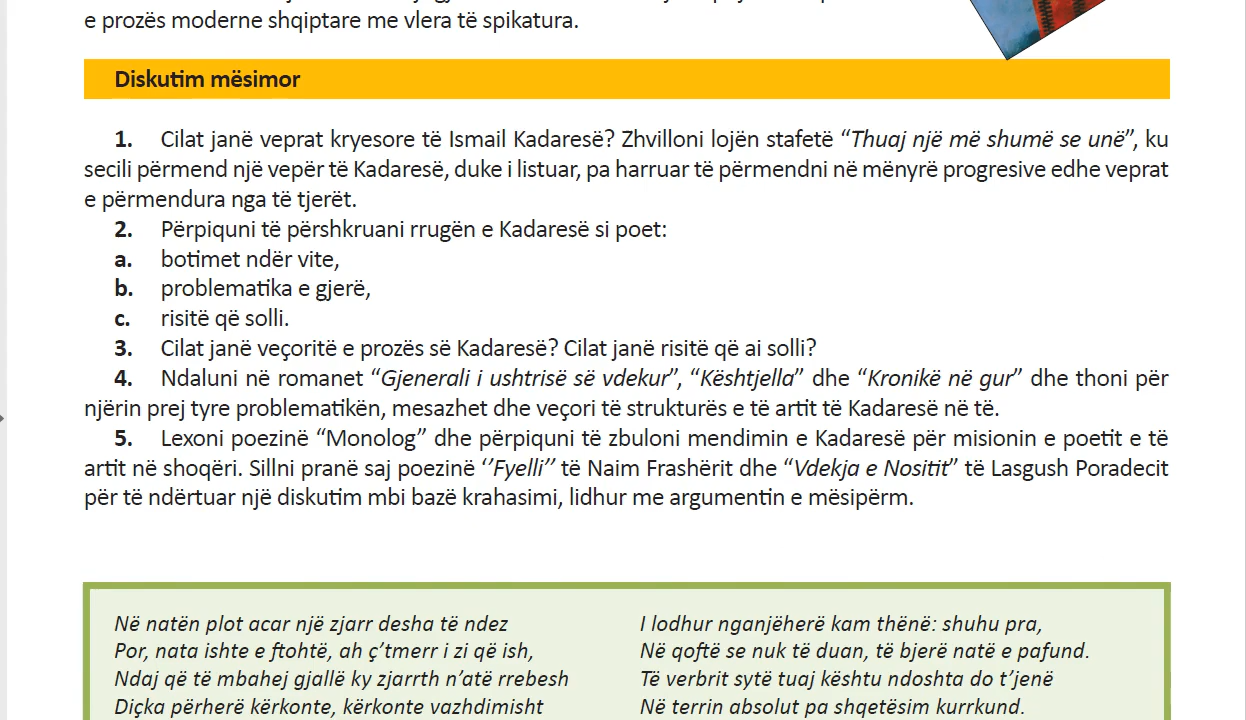 e prozës moderne shqiptare me vlera të spikatura.
Diskutim mësimor
1. Cilat janë veprat kryesore të Ismail Kadaresë? Zhvilloni lojën stafetë “Thuaj një më shumë se unë”, ku
secili përmend një vepër të Kadaresë, duke i listuar, pa harruar të përmendni në mënyrë progresive edhe veprat
e përmendura nga të tjerët.
2. Përpiquni të përshkruani rrugën e Kadaresë si poet:
a. botimet ndër vite,
b. problematika e gjerë,
c. risitë që solli.
3. Cilat janë veçoritë e prozës së Kadaresë? Cilat janë risitë që ai solli?
4. Ndaluni në romanet “Gjenerali i ushtrisë së vdekur”, “Kështjella” dhe “Kronikë në gur” dhe thoni për
njërin prej tyre problematikën, mesazhet dhe veçori të strukturës e të artit të Kadaresë në të.
5. Lexoni poezinë “Monolog” dhe përpiquni të zbuloni mendimin e Kadaresë për misionin e poetit e të
artit në shoqëri. Sillni pranë saj poezinë ‘’Fyelli’’ të Naim Frashërit dhe “Vdekja e Nositit” të Lasgush Poradecit
për të ndërtuar një diskutim mbi bazë krahasimi, lidhur me argumentin e mësipërm.
Në natën plot acar një zjarr desha të ndez
Por, nata ishte e ftohtë, ah ç’tmerr i zi që ish,
Ndaj që të mbahej gjallë ky zjarrth n’atë rrebesh
Diçka përherë kërkonte, kërkonte vazhdimisht
I lodhur nganjëherë kam thënë: shuhu pra,
Në qoftë se nuk të duan, të bjerë natë e pafund.
Të verbrit sytë tuaj kështu ndoshta do t’jenë
Në terrin absolut pa shqetësim kurrkund.